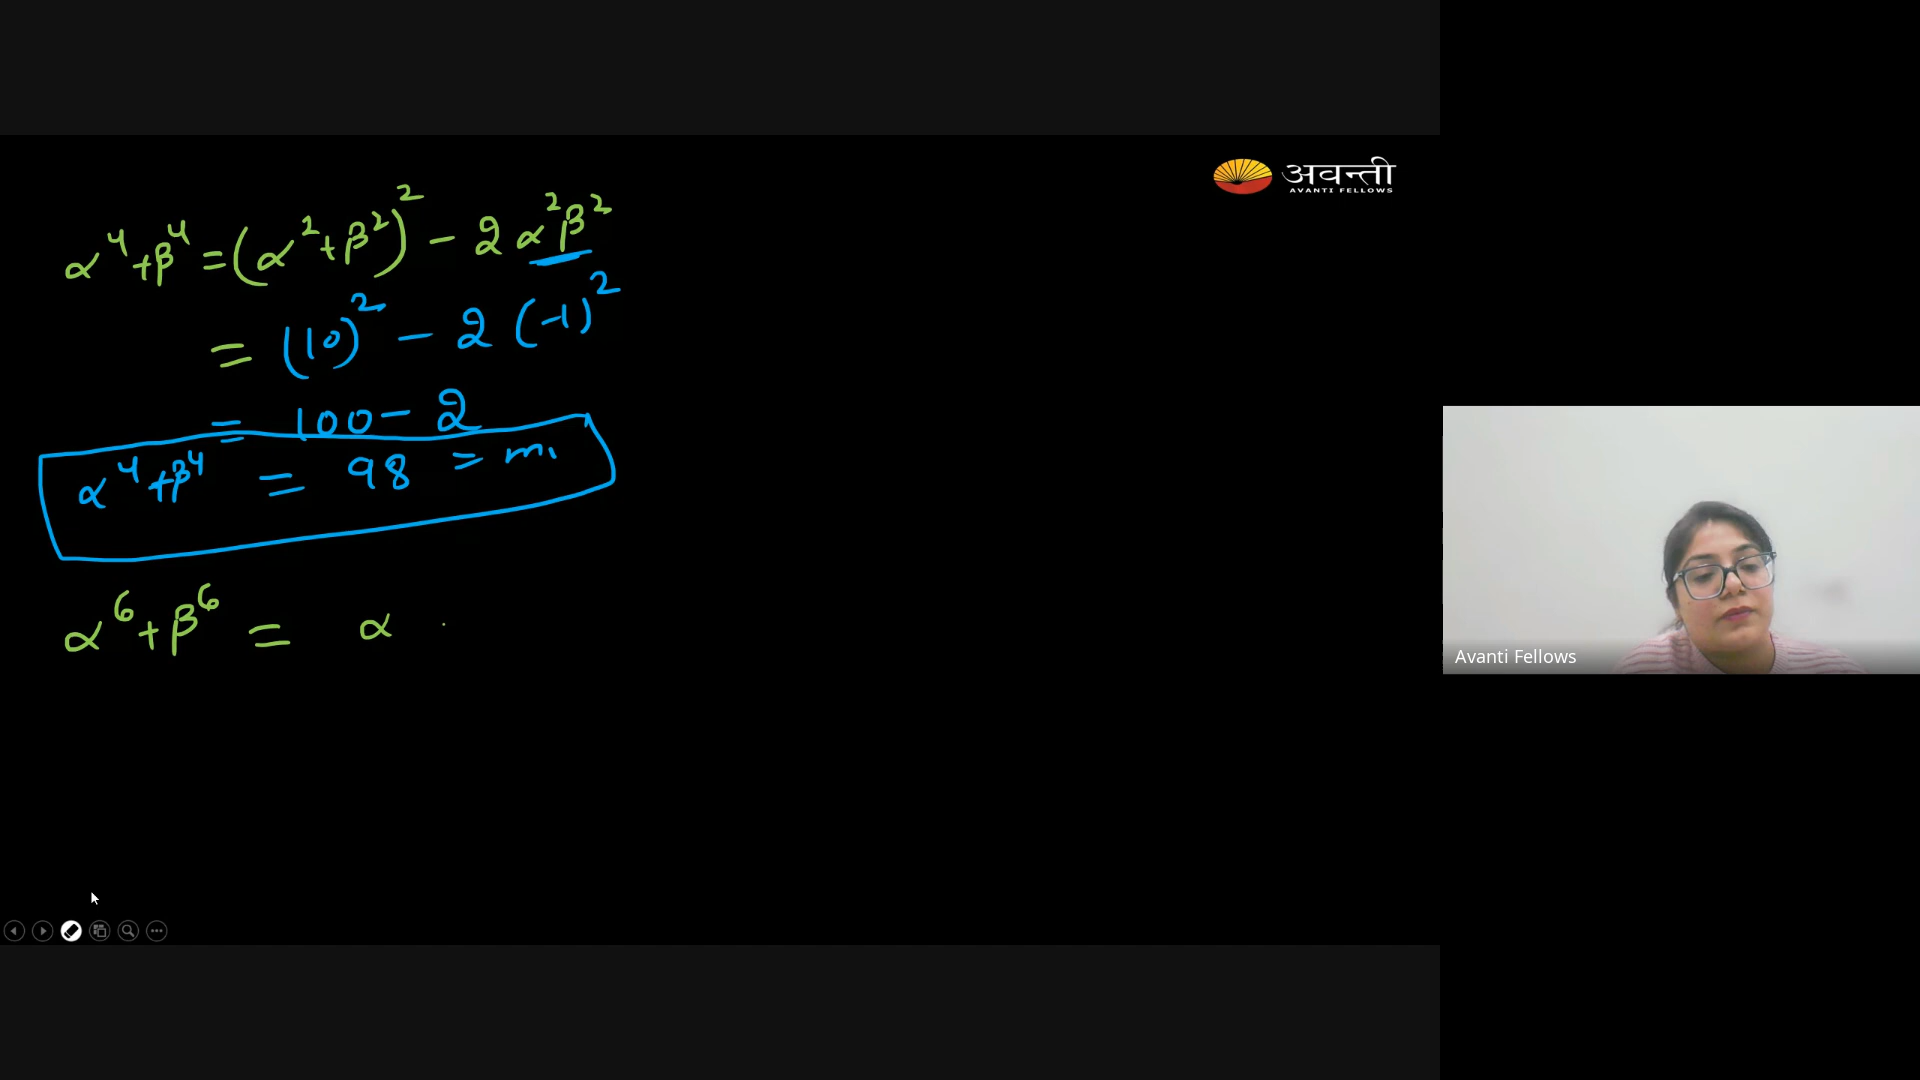 अवन्ती
AVANTI FELLOWS
α⁴+β⁴=(α²+β²)² - 2α²β²
= (10)² - 2(-1)²
= 100 - 2
α⁴+β⁴ = 98 = m₁
α⁶+β⁶ = α
Avanti Fellows